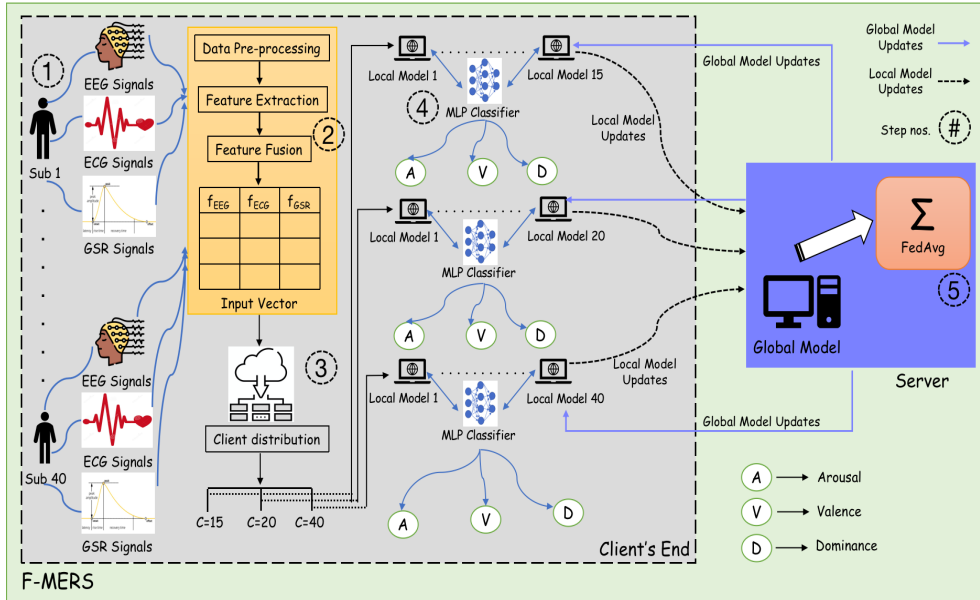 1
EEG Signals
ECG Signals
Sub 1
GSR Signals
EEG Signals
ECG Signals
Sub 40
GSR Signals
Data Pre-processing
Feature Extraction
2
Feature Fusion
fEEG fECG fGSR
Input Vector
3
Client distribution
C=15 C=20 C=40
Local Model 1
Local Model 15
4
MLP Classifier
A V D
Local Model 1
Local Model 20
MLP Classifier
A V D
Local Model 1
Local Model 40
MLP Classifier
A V D
Client's End
F-MERS
Global Model Updates
Local Model
Updates
Local Model
Updates
Global Model Updates
Global Model
Updates
Local Model
Updates
Step nos. #
Σ
FedAvg
5
Global Model
Server
A Arousal
V Valence
D Dominance